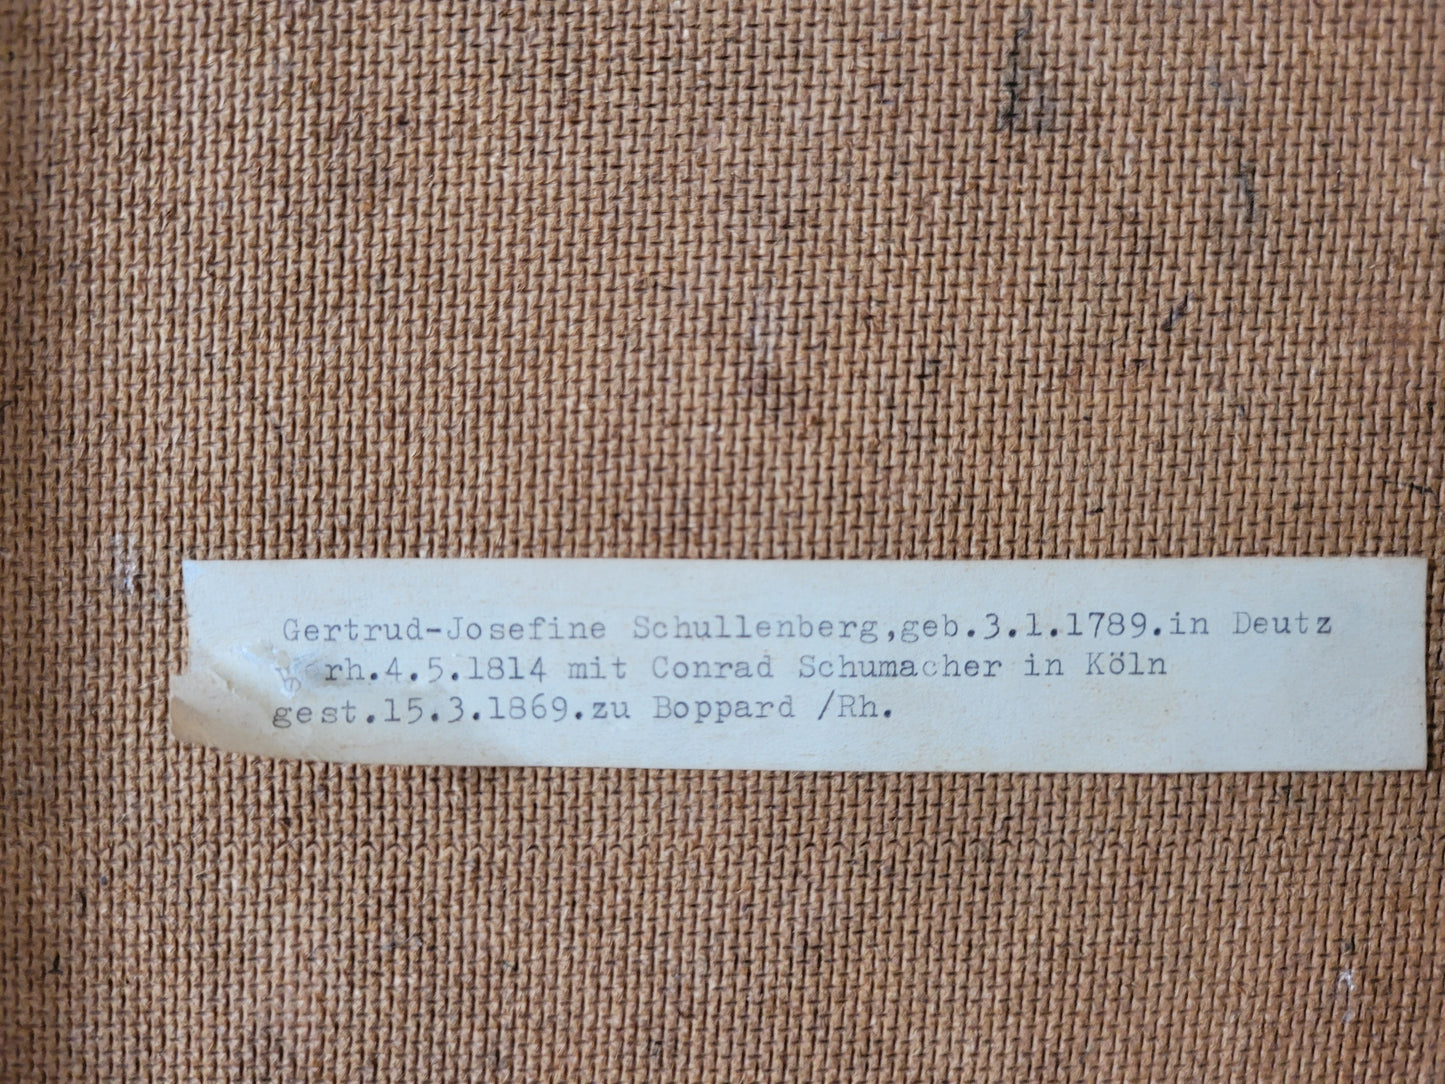 Gertrud-Josefine Schullenberg,geb.3.1.1789.in Deutz
rh.4.5.1814 mit Conrad Schumacher in Köln
gest.15.3.1869.zu Boppard /Rh.